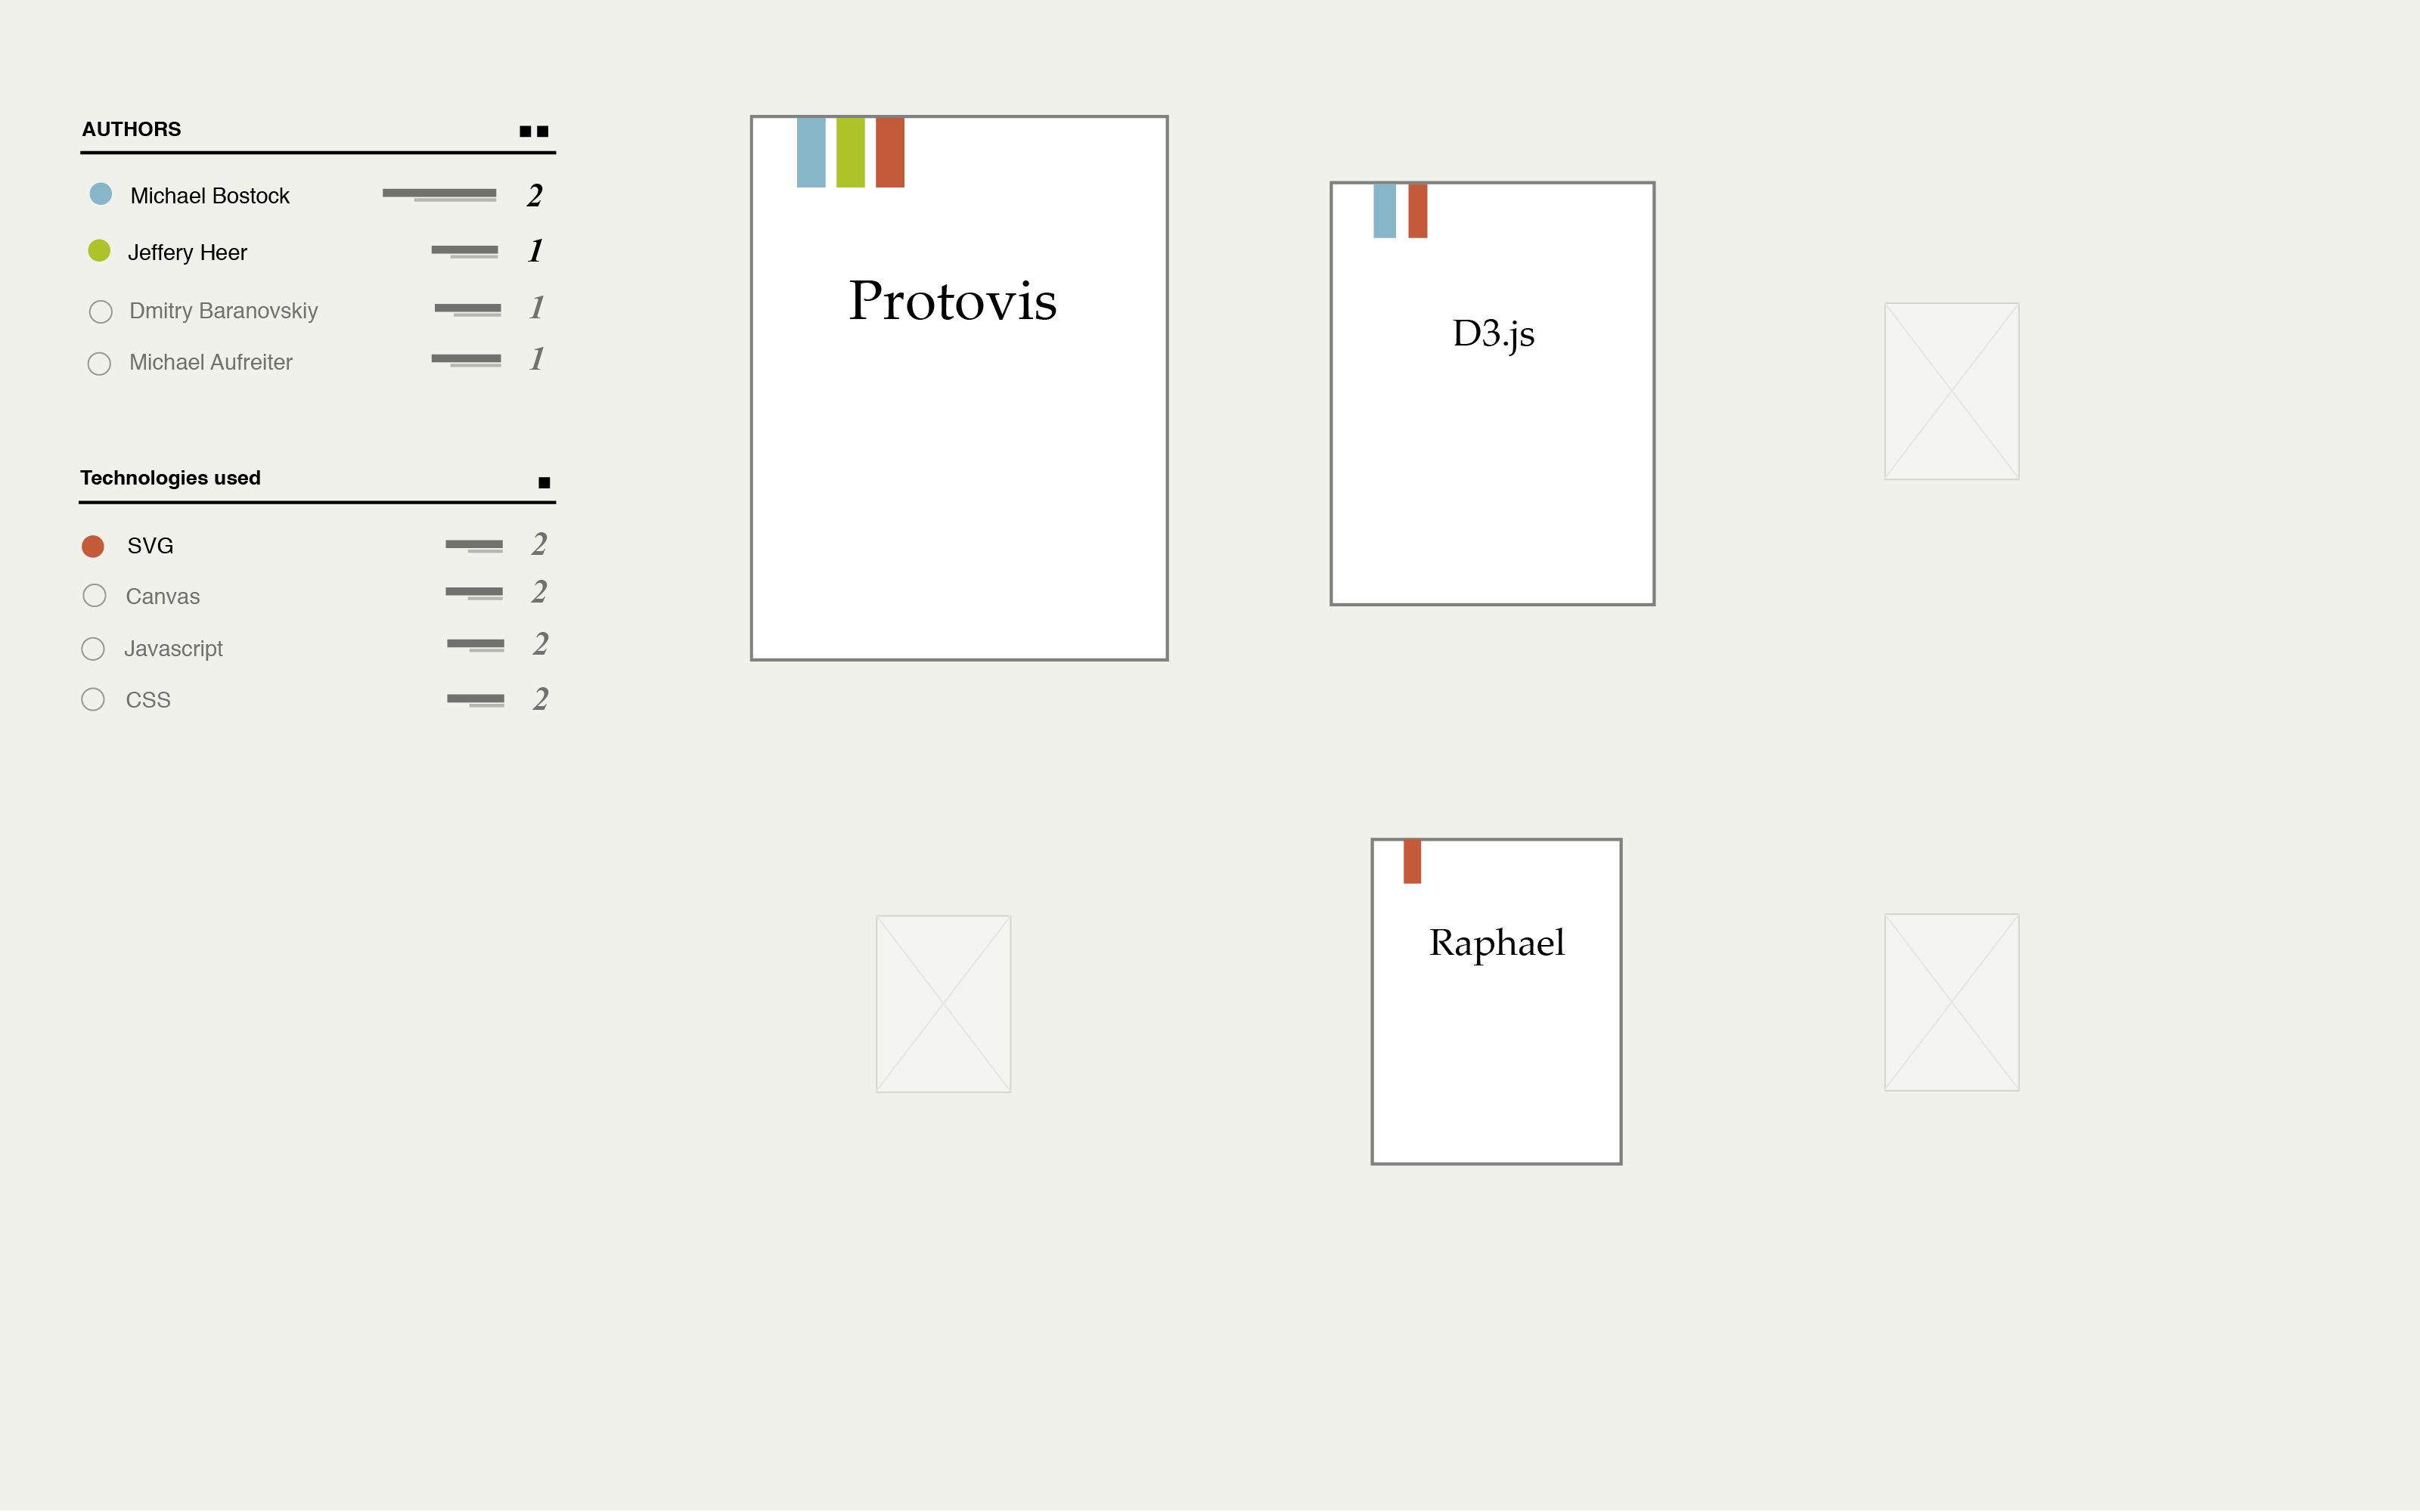 AUTHORS
Michael Bostock 2
Jeffery Heer 1
Dmitry Baranovskiy 1
Michael Aufreiter 1
Technologies used
SVG 2
Canvas 2
Javascript 2
CSS 2
Protovis
D3.js
Raphael